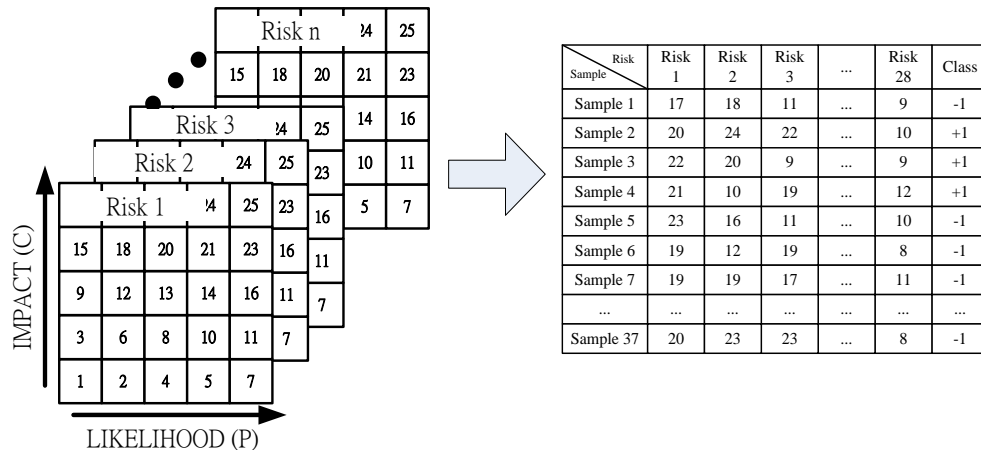 Risk n 24 25
15 18 20 21 23
14 16
10 11
5 7
Risk 3 24 25
23
16
11
7
Risk 2 24 25
23
16
11
7
Risk 1 24 25
15 18 20 21 23
9 12 13 14 16
3 6 8 10 11
1 2 4 5 7
IMPACT (C)
LIKELIHOOD (P)
Risk Sample Risk 1 Risk 2 Risk 3 ... Risk 28 Class
Sample 1 17 18 11 ... 9 -1
Sample 2 20 24 22 ... 10 +1
Sample 3 22 20 9 ... 9 +1
Sample 4 21 10 19 ... 12 +1
Sample 5 23 16 11 ... 10 -1
Sample 6 19 12 19 ... 8 -1
Sample 7 19 19 17 ... 11 -1
... ... ... ... ... ... ...
Sample 37 20 23 23 ... 8 -1